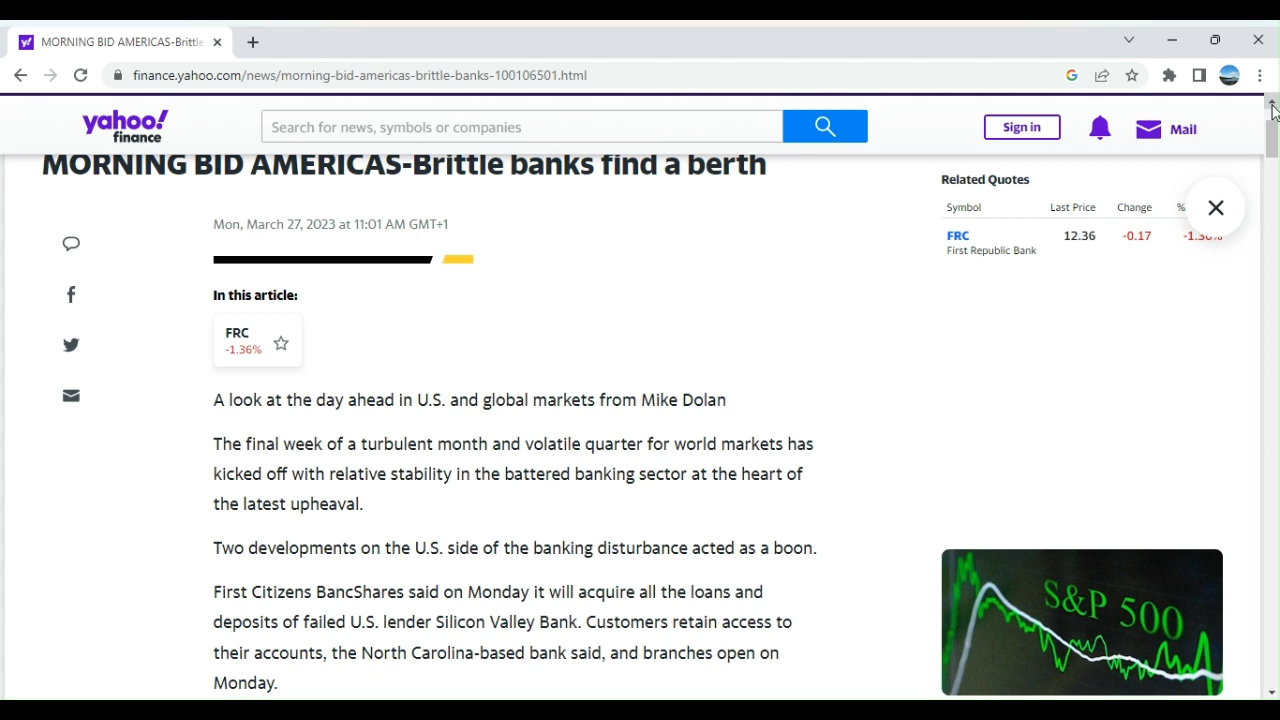 MORNING BID AMERICAS-Brittle
finance.yahoo.com/news/morning-bid-americas-brittle-banks-100106501.html
yahoo!
finance
Search for news, symbols or companies
Sign in
Mail
MORNING BID AMERICAS-Brittle banks find a berth
Mon, March 27, 2023 at 11:01 AM GMT+1
In this article:
FRC
-1.36%
A look at the day ahead in U.S. and global markets from Mike Dolan
The final week of a turbulent month and volatile quarter for world markets has
kicked off with relative stability in the battered banking sector at the heart of
the latest upheaval.
Two developments on the U.S. side of the banking disturbance acted as a boon.
First Citizens BancShares said on Monday it will acquire all the loans and
deposits of failed U.S. lender Silicon Valley Bank. Customers retain access to
their accounts, the North Carolina-based bank said, and branches open on
Monday.
Related Quotes
Symbol Last Price Change %
FRC 12.36 -0.17
First Republic Bank
S&P 500